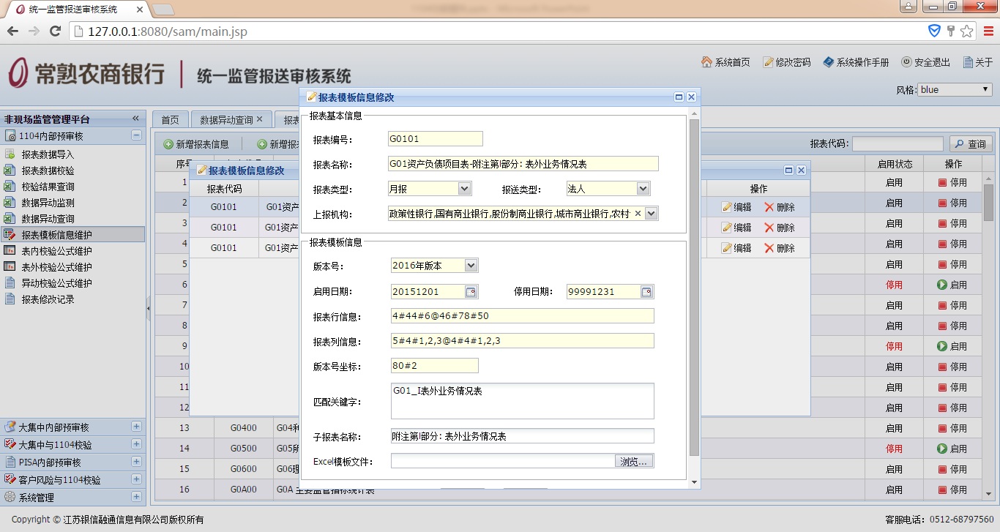 统一监管报送审核系统
127.0.0.1:8080/sam/main.jsp
常熟农商银行 统一监管报送审核系统
系统首页 修改密码 系统操作手册 安全退出 关于
风格: blue
非现场监管管理平台
1104内部预审核
报表数据导入
报表数据校验
校验结果查询
数据异动监测
数据异动查询
报表模板信息维护
表内校验公式维护
表外校验公式维护
异动校验公式维护
报表修改记录
大集中内部预审核
大集中与1104校验
PISA内部预审核
客户风险与1104校验
系统管理
首页 数据异动查询
新增报表信息
报表代码: 查询
启用状态 操作
1 启用 停用
2 启用 停用
3 启用 停用
4 启用 停用
5 启用 停用
6 停用 启用
7 启用 停用
8 启用 停用
9 停用 启用
10 启用 停用
11 启用 停用
12 启用 停用
13 G0400 启用 停用
14 G0500 停用 启用
15 G0600 启用 停用
16 G0A00 G0A 主要监管指标统计表 启用 停用
报表模板信息修改
报表代码 操作
G0101 G01资产 编辑 删除
G0101 G01资产 编辑 删除
G0101 G01资产 编辑 删除
报表模板信息修改
报表基本信息
报表编号: G0101
报表名称: G01资产负债项目表-附注第I部分: 表外业务情况表
报表类型: 月报 报送类型: 法人
上报机构: 政策性银行,国有商业银行,股份制商业银行,城市商业银行,农村
报表模板信息
版本号: 2016年版本
启用日期: 20151201 停用日期: 99991231
报表行信息: 4#44#6@46#78#50
报表列信息: 5#4#1,2,3@4#4#1,2,3
版本号坐标: 80#2
匹配关键字: G01_I表外业务情况表
子报表名称: 附注第I部分: 表外业务情况表
Excel模板文件: 浏览...
Copyright © 江苏银信融通信息有限公司版权所有
客服电话: 0512-68797560